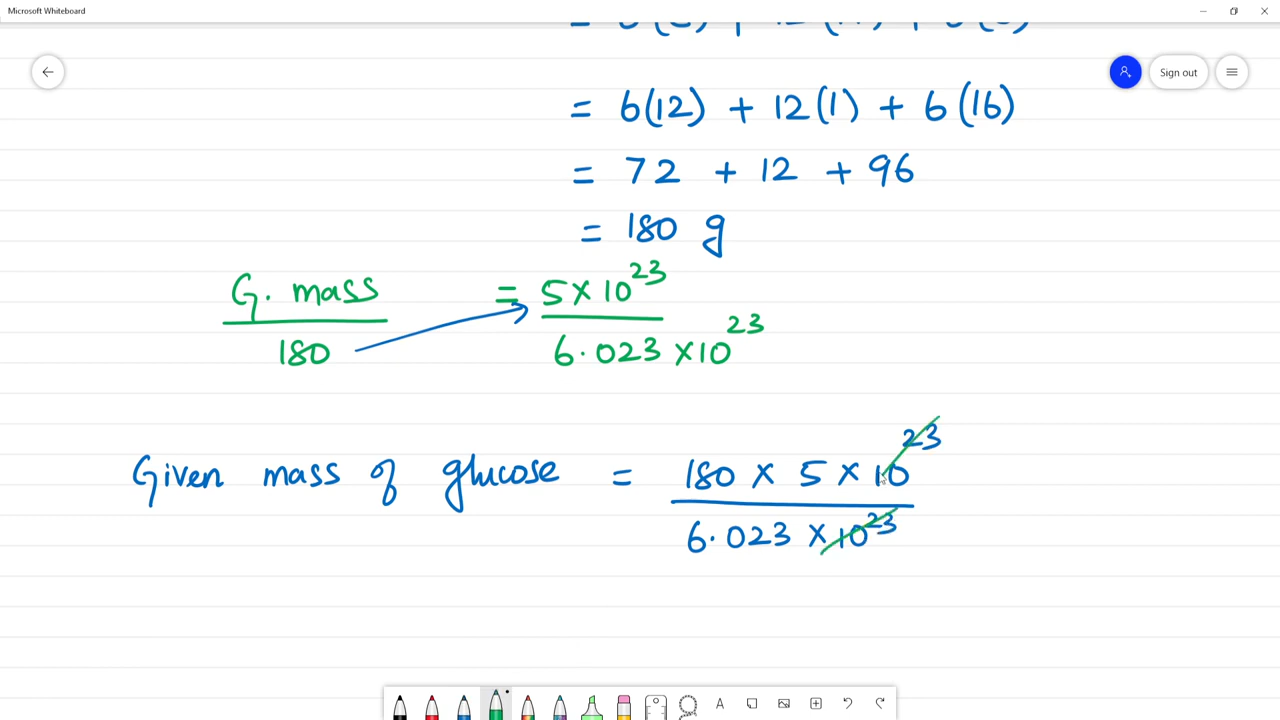 Microsoft Whiteboard
Sign out
= 6(12) + 12(1) + 6(16)
= 72 + 12 + 96
= 180 g
G. mass / 180 = 5 × 10^23 / 6.023 × 10^23
Given mass of glucose = 180 × 5 × 10^23 / 6.023 × 10^23
A